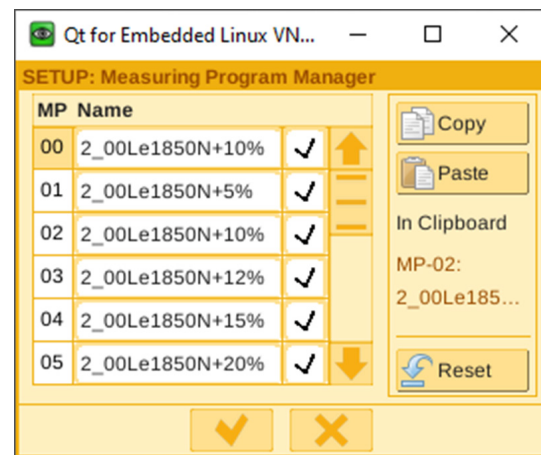 Qt for Embedded Linux VN...
SETUP: Measuring Program Manager
MP Name
00 2_00Le1850N+10%
01 2_00Le1850N+5%
02 2_00Le1850N+10%
03 2_00Le1850N+12%
04 2_00Le1850N+15%
05 2_00Le1850N+20%
Copy
Paste
In Clipboard
MP-02:
2_00Le185...
Reset